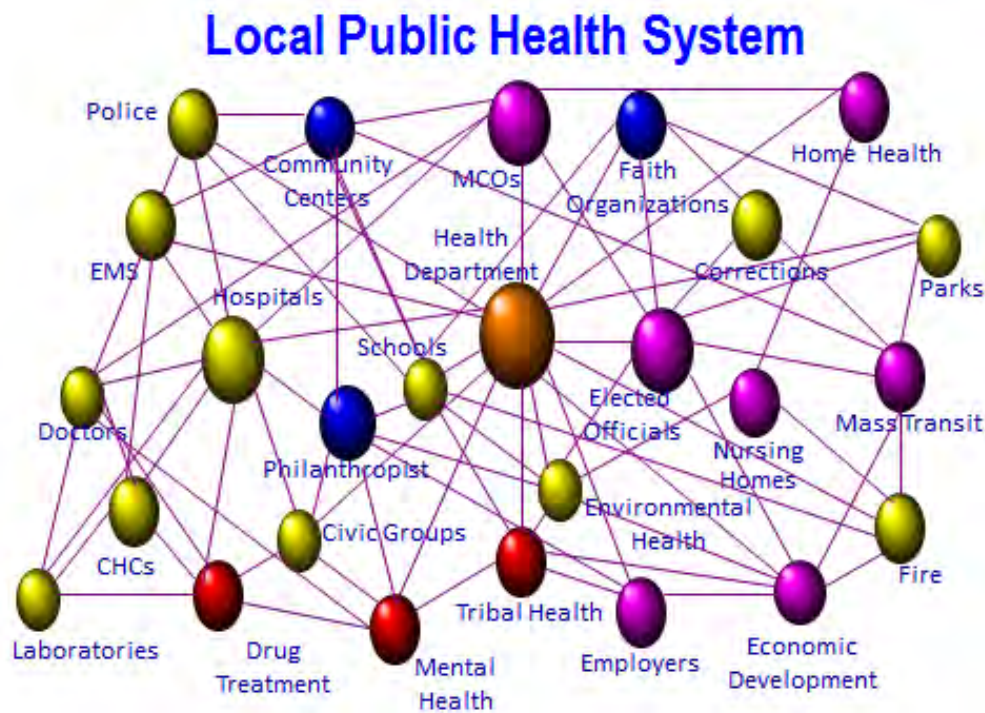 Local Public Health System
Police
Community
Centers
MCOs
Faith
Organizations
Home Health
EMS
Health
Department
Corrections
Parks
Hospitals
Schools
Elected
Officials
Mass Transit
Doctors
Philanthropist
Nursing
Homes
CHCs
Civic Groups
Environmental
Health
Fire
Laboratories
Drug
Treatment
Mental
Health
Tribal Health
Employers
Economic
Development